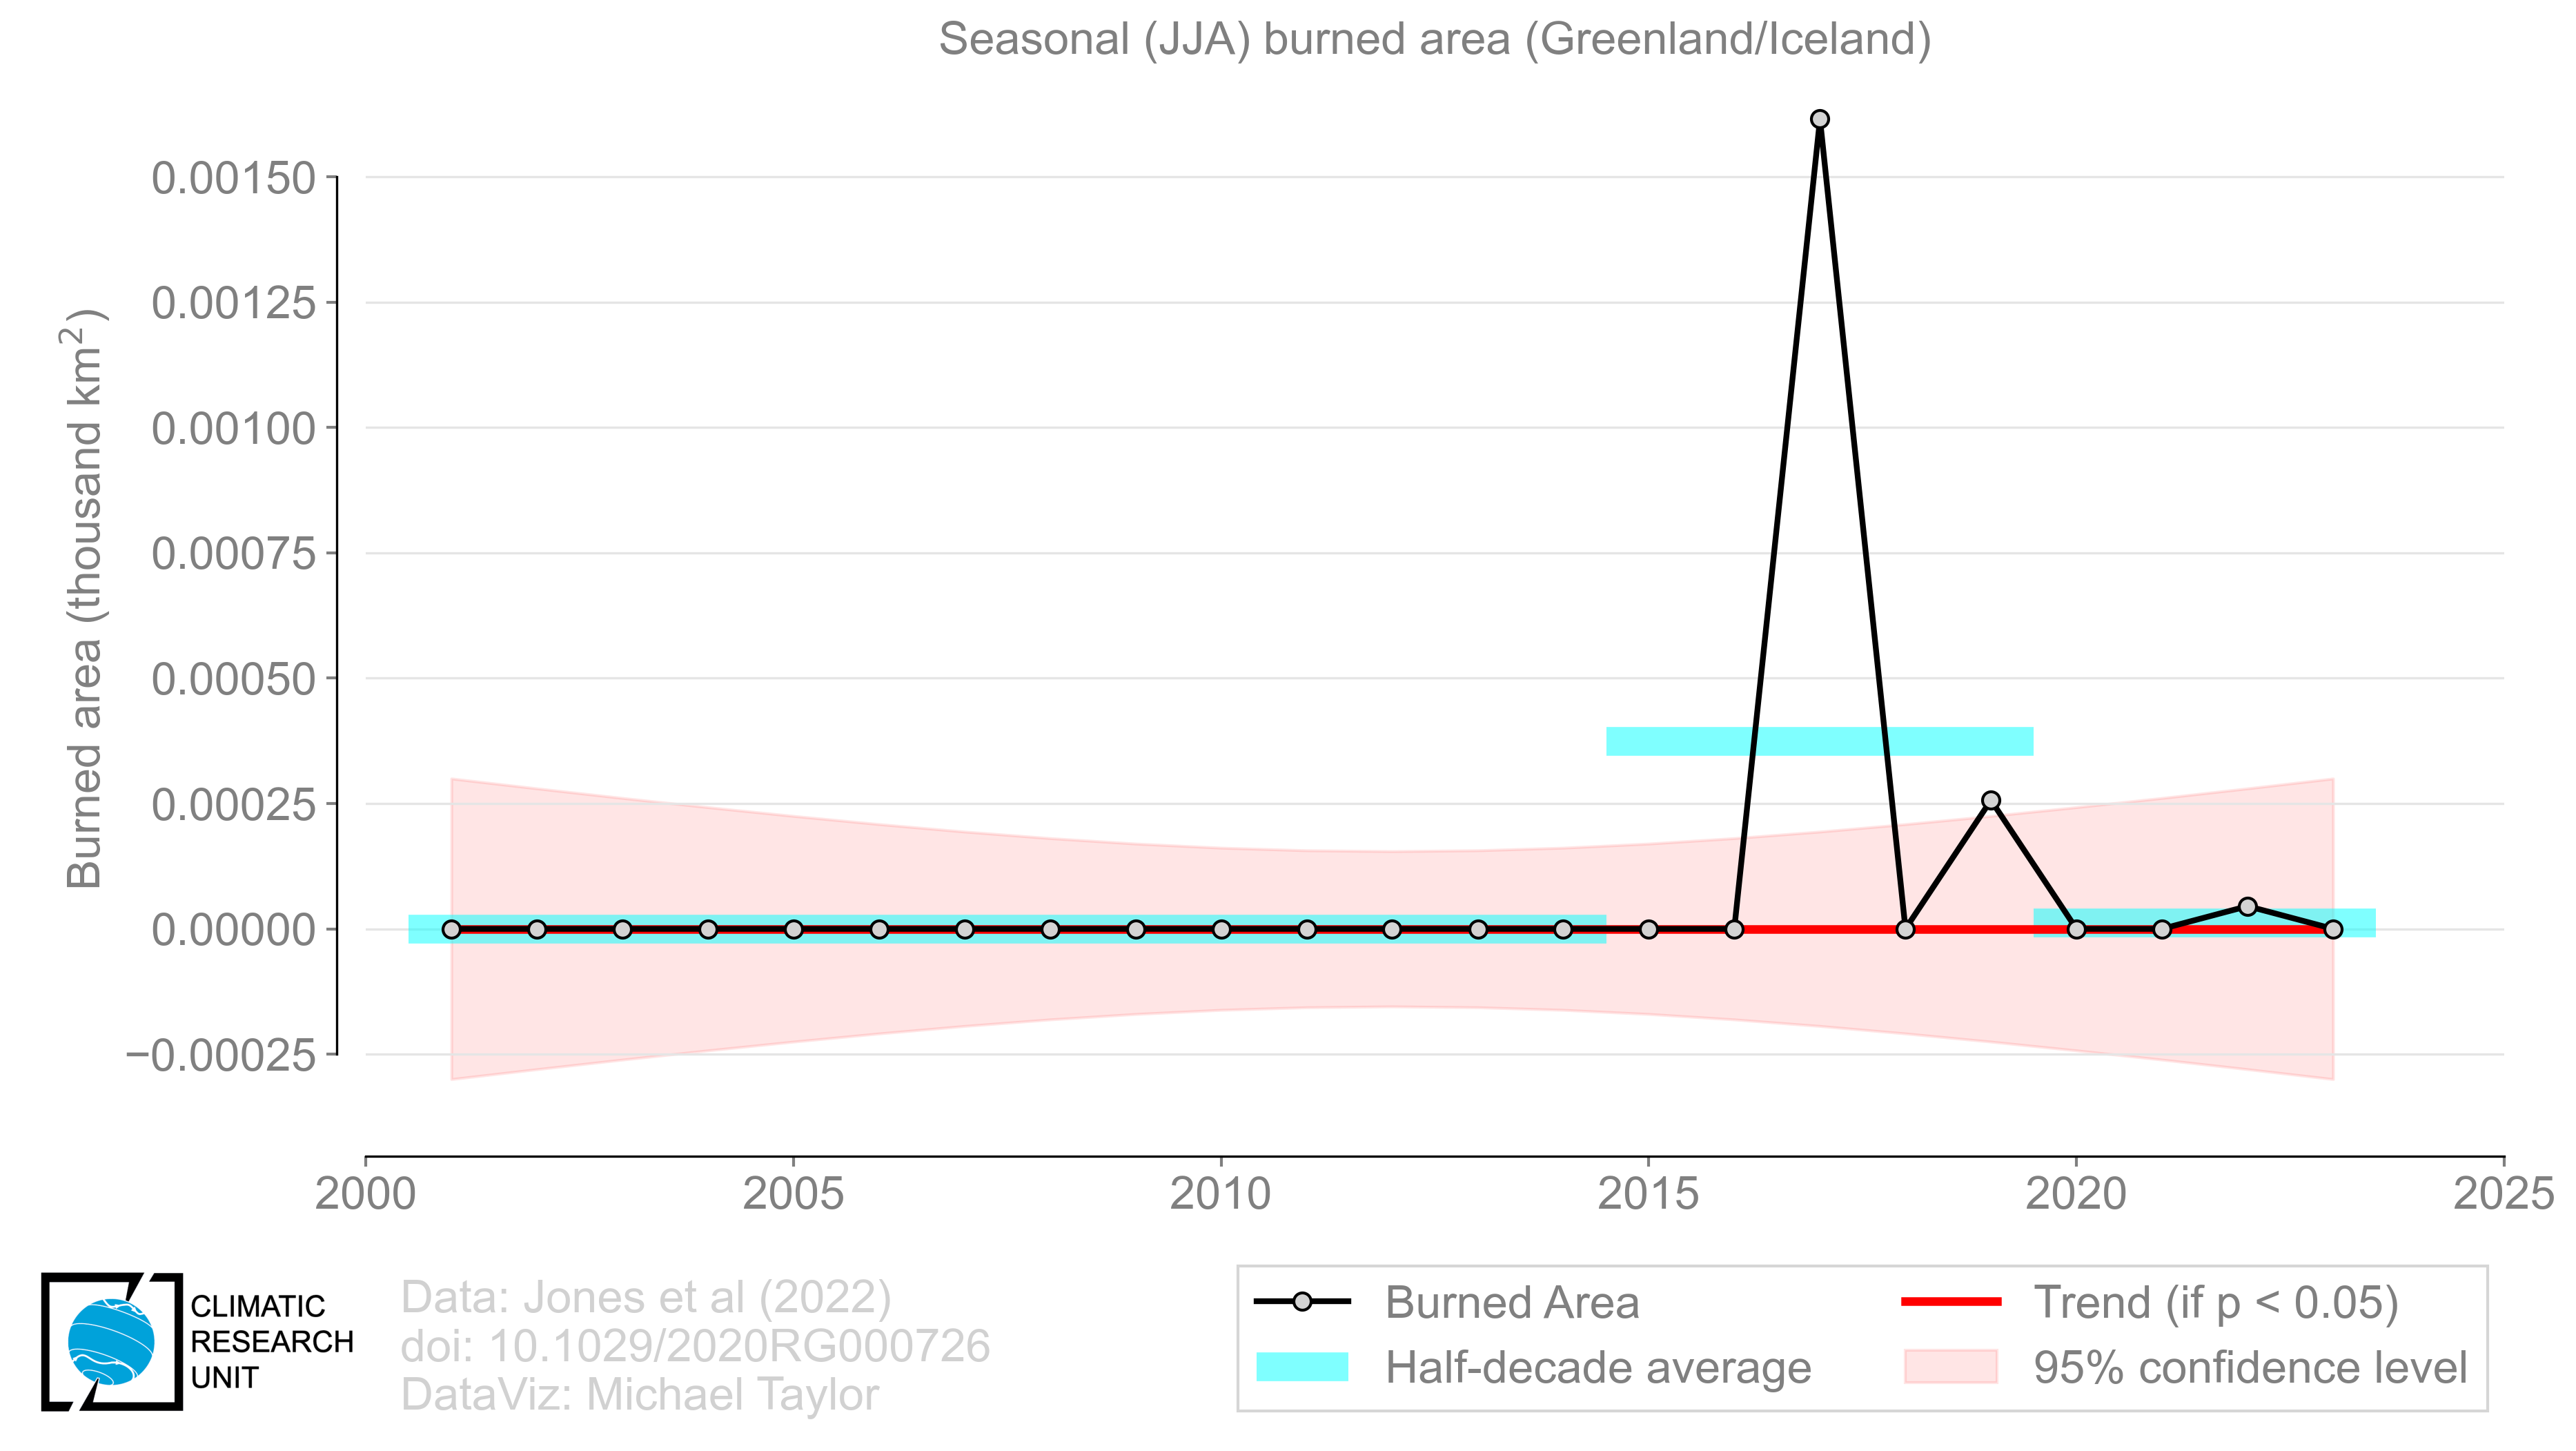 Seasonal (JJA) burned area (Greenland/Iceland)
Burned area (thousand km²)
0.00150
0.00125
0.00100
0.00075
0.00050
0.00025
0.00000
−0.00025
2000 2005 2010 2015 2020 2025
CLIMATIC
RESEARCH
UNIT
Data: Jones et al (2022)
doi: 10.1029/2020RG000726
DataViz: Michael Taylor
Burned Area
Half-decade average
Trend (if p < 0.05)
95% confidence level